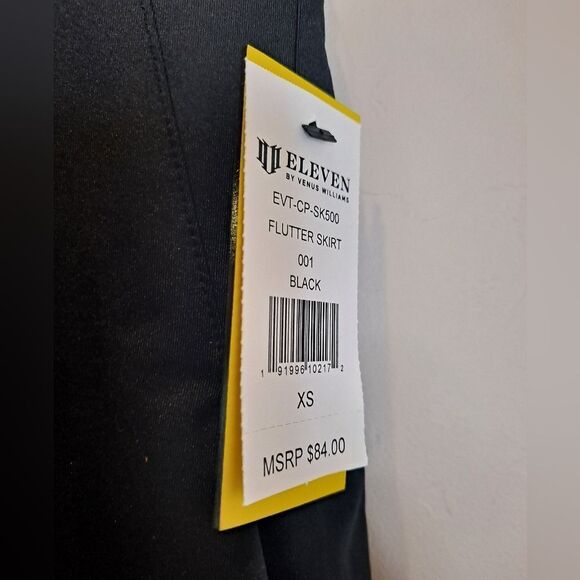 ELEVEN
BY VENUS WILLIAMS
EVT-CP-SK500
FLUTTER SKIRT
001
BLACK
1 91996 10217 2
XS
MSRP $84.00